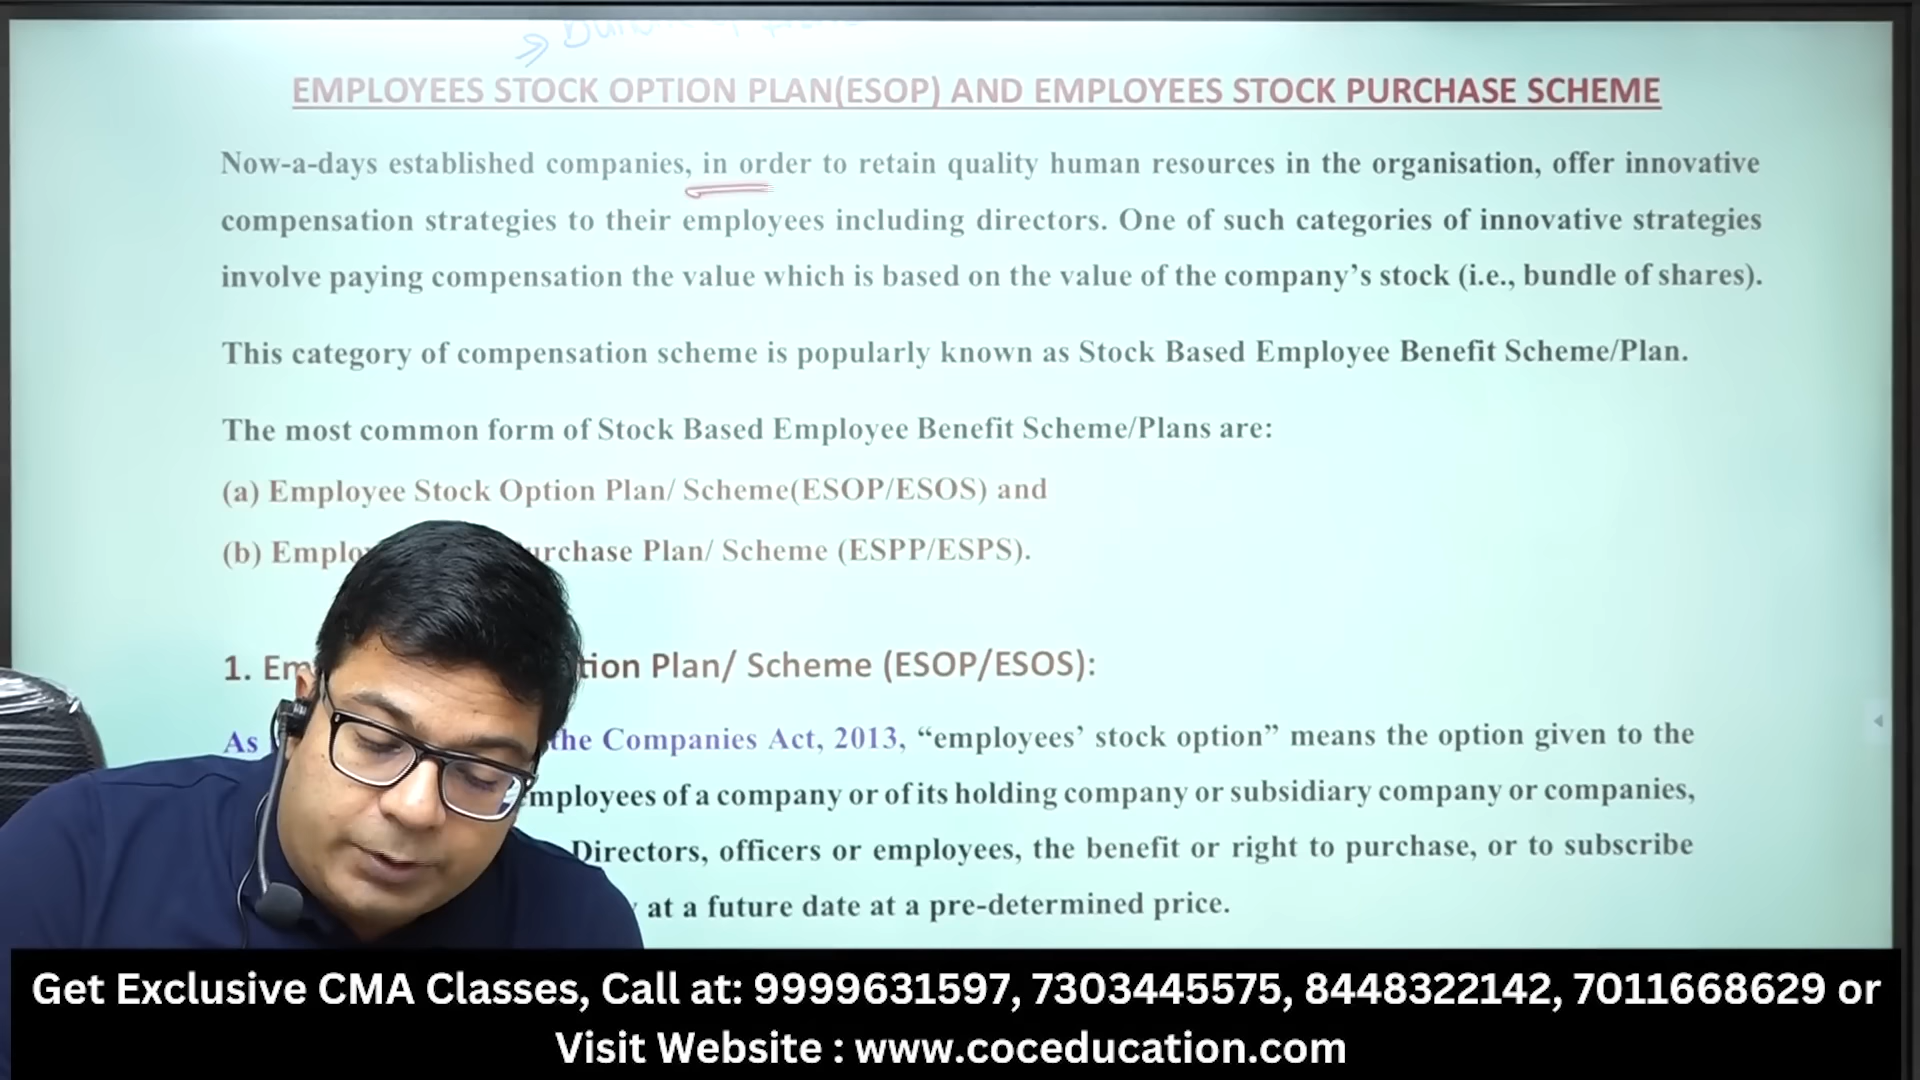 EMPLOYEES STOCK OPTION PLAN(ESOP) AND EMPLOYEES STOCK PURCHASE SCHEME
Now-a-days established companies, in order to retain quality human resources in the organisation, offer innovative
compensation strategies to their employees including directors. One of such categories of innovative strategies
involve paying compensation the value which is based on the value of the company’s stock (i.e., bundle of shares).
This category of compensation scheme is popularly known as Stock Based Employee Benefit Scheme/Plan.
The most common form of Stock Based Employee Benefit Scheme/Plans are:
(a) Employee Stock Option Plan/ Scheme(ESOP/ESOS) and
(b) Emplo urchase Plan/ Scheme (ESPP/ESPS).
1. Em tion Plan/ Scheme (ESOP/ESOS):
As the Companies Act, 2013, “employees’ stock option” means the option given to the
mployees of a company or of its holding company or subsidiary company or companies,
Directors, officers or employees, the benefit or right to purchase, or to subscribe
at a future date at a pre-determined price.
Get Exclusive CMA Classes, Call at: 9999631597, 7303445575, 8448322142, 7011668629 or
Visit Website : www.coceducation.com